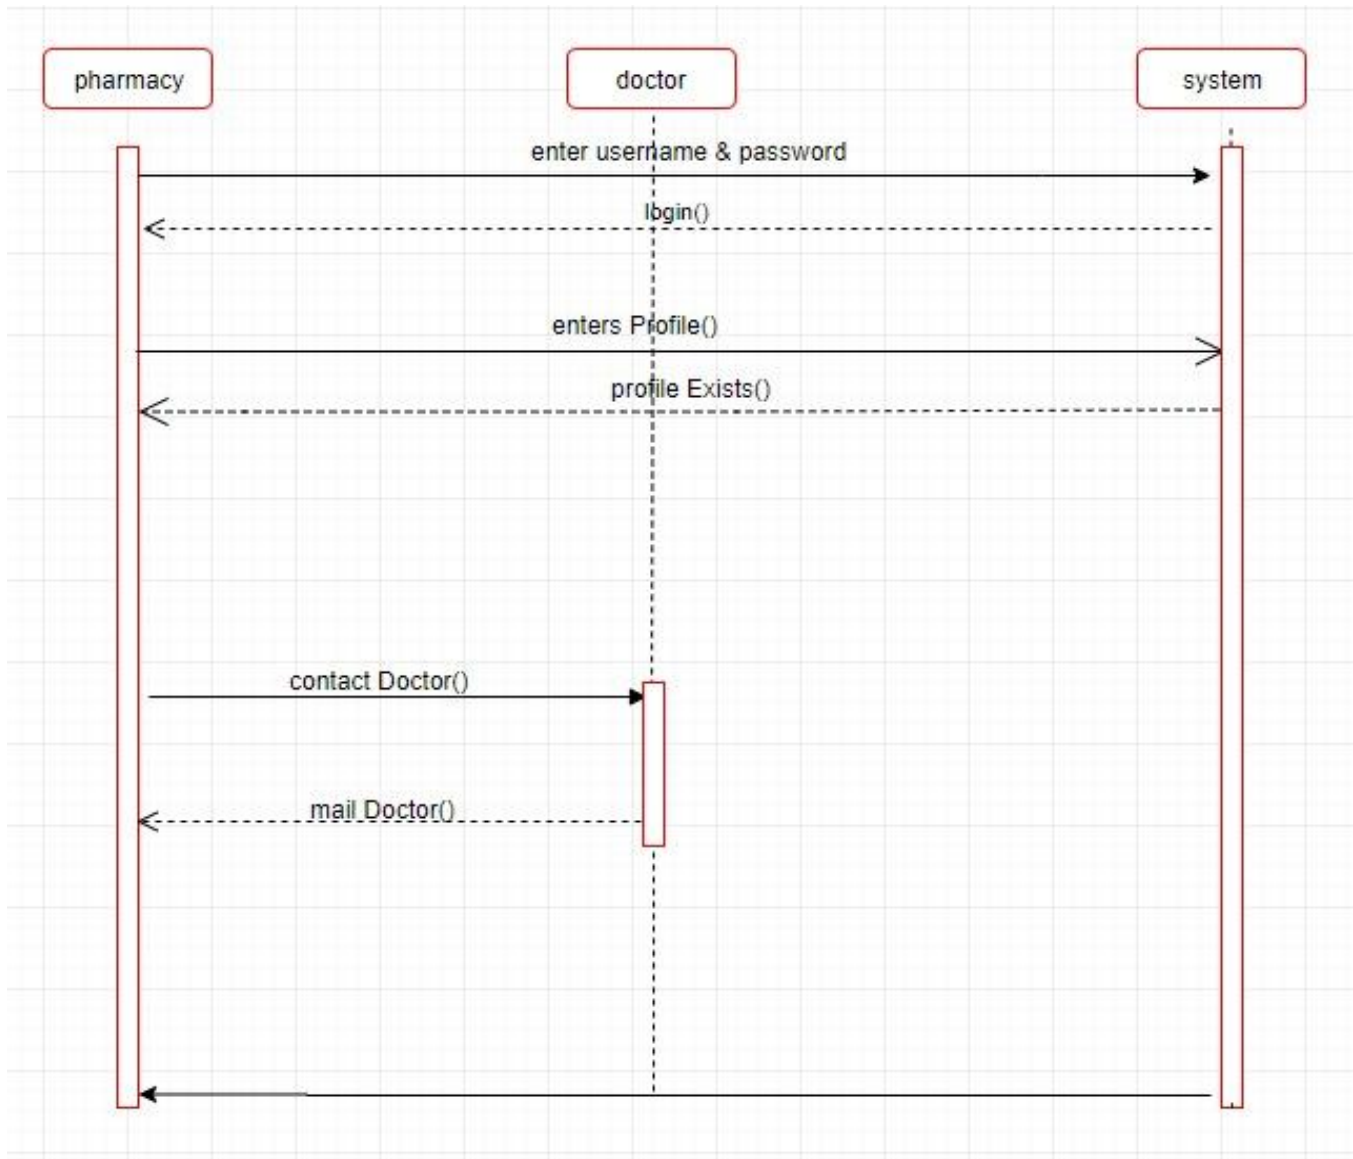 pharmacy
doctor
system
enter username & password
login()
enters Profile()
profile Exists()
contact Doctor()
mail Doctor()